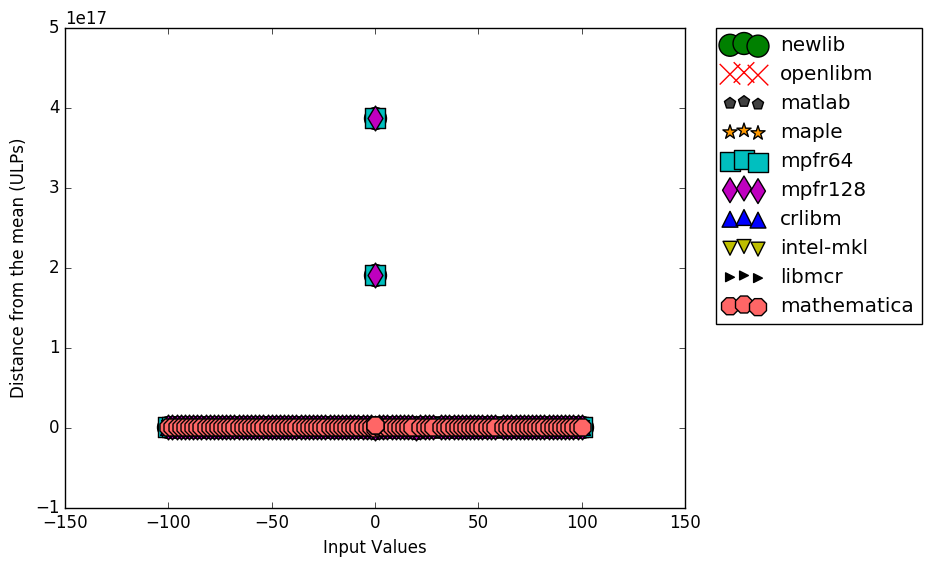 1e17
5
4
3
2
1
0
−1
−150
−100
−50
0
50
100
150
Distance from the mean (ULPs)
Input Values
newlib
openlibm
matlab
maple
mpfr64
mpfr128
crlibm
intel-mkl
libmcr
mathematica